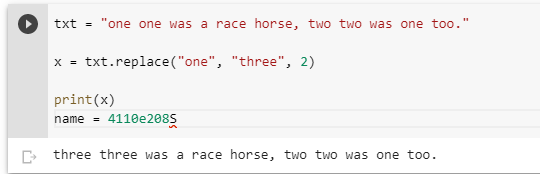 txt = "one one was a race horse, two two was one too."
x = txt.replace("one", "three", 2)
print(x)
name = 4110e208S
three three was a race horse, two two was one too.